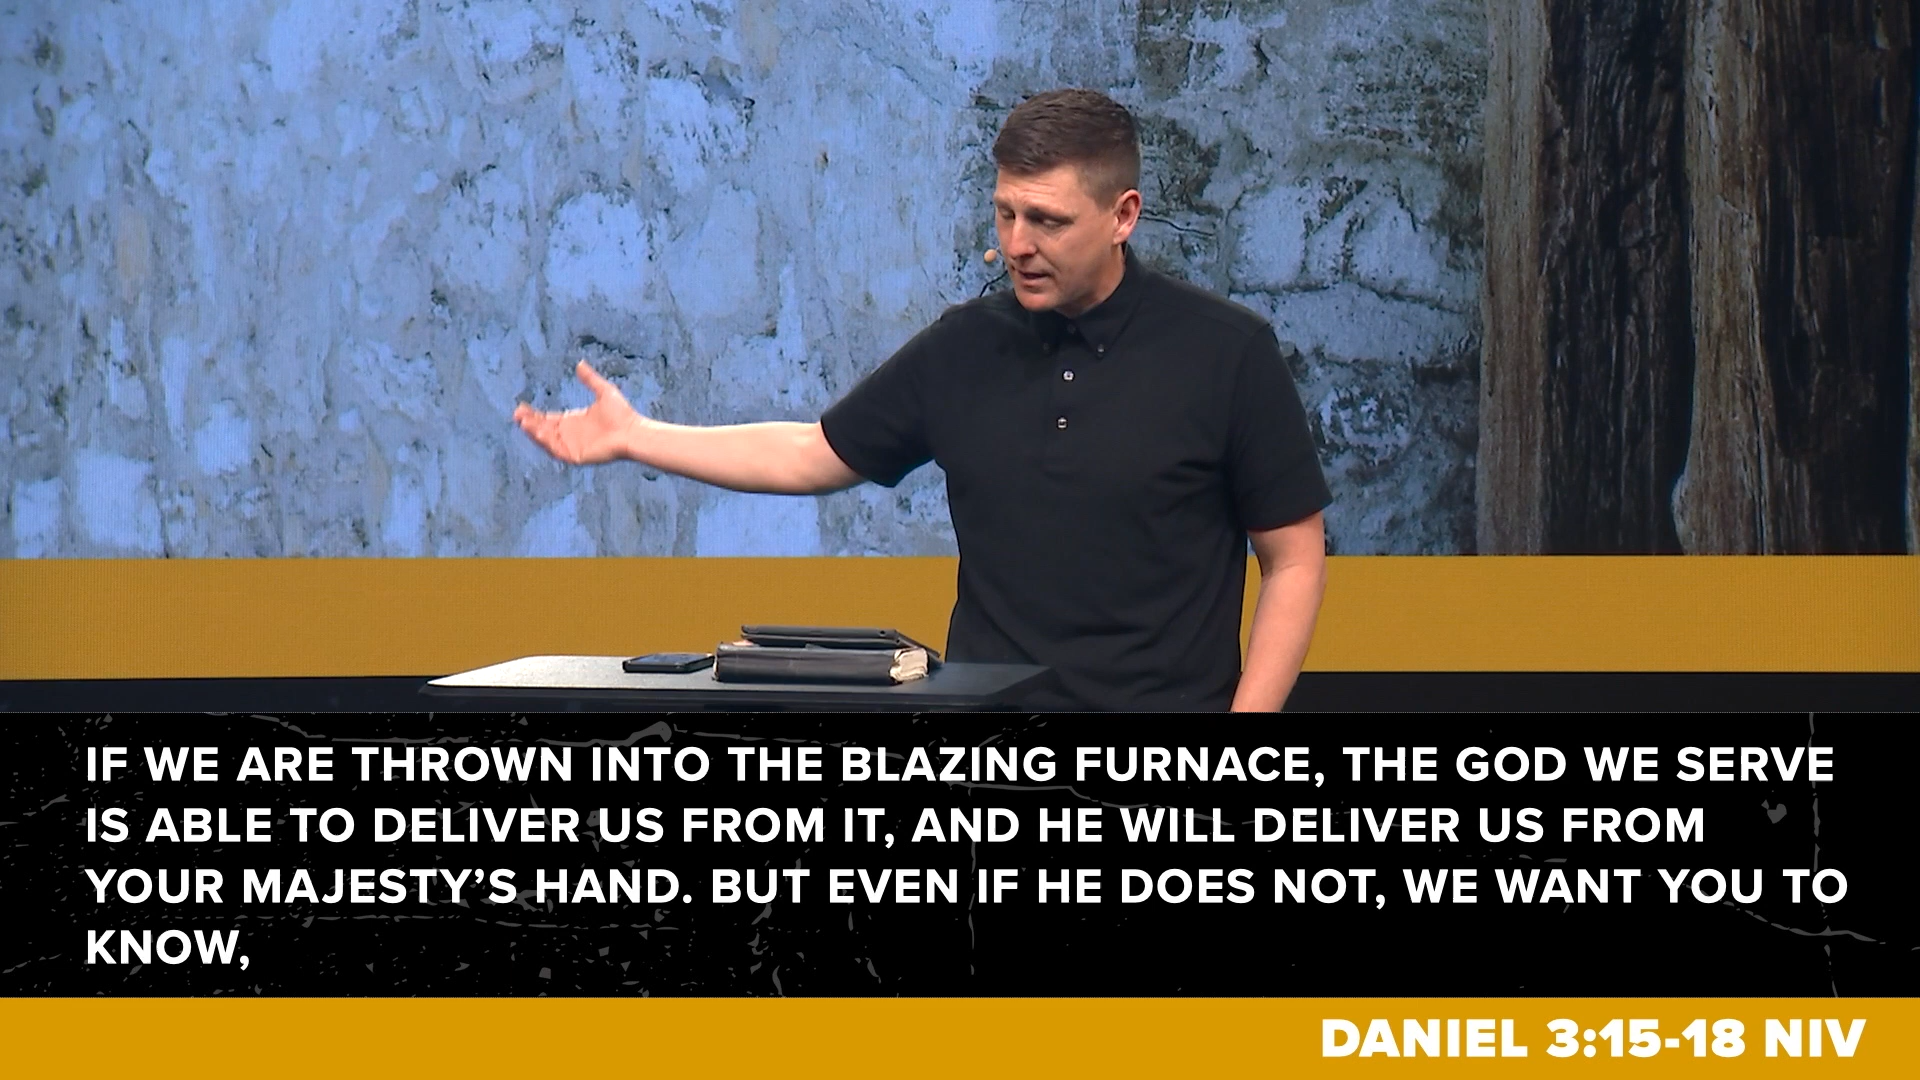 IF WE ARE THROWN INTO THE BLAZING FURNACE, THE GOD WE SERVE
IS ABLE TO DELIVER US FROM IT, AND HE WILL DELIVER US FROM
YOUR MAJESTY’S HAND. BUT EVEN IF HE DOES NOT, WE WANT YOU TO
KNOW,
DANIEL 3:15-18 NIV